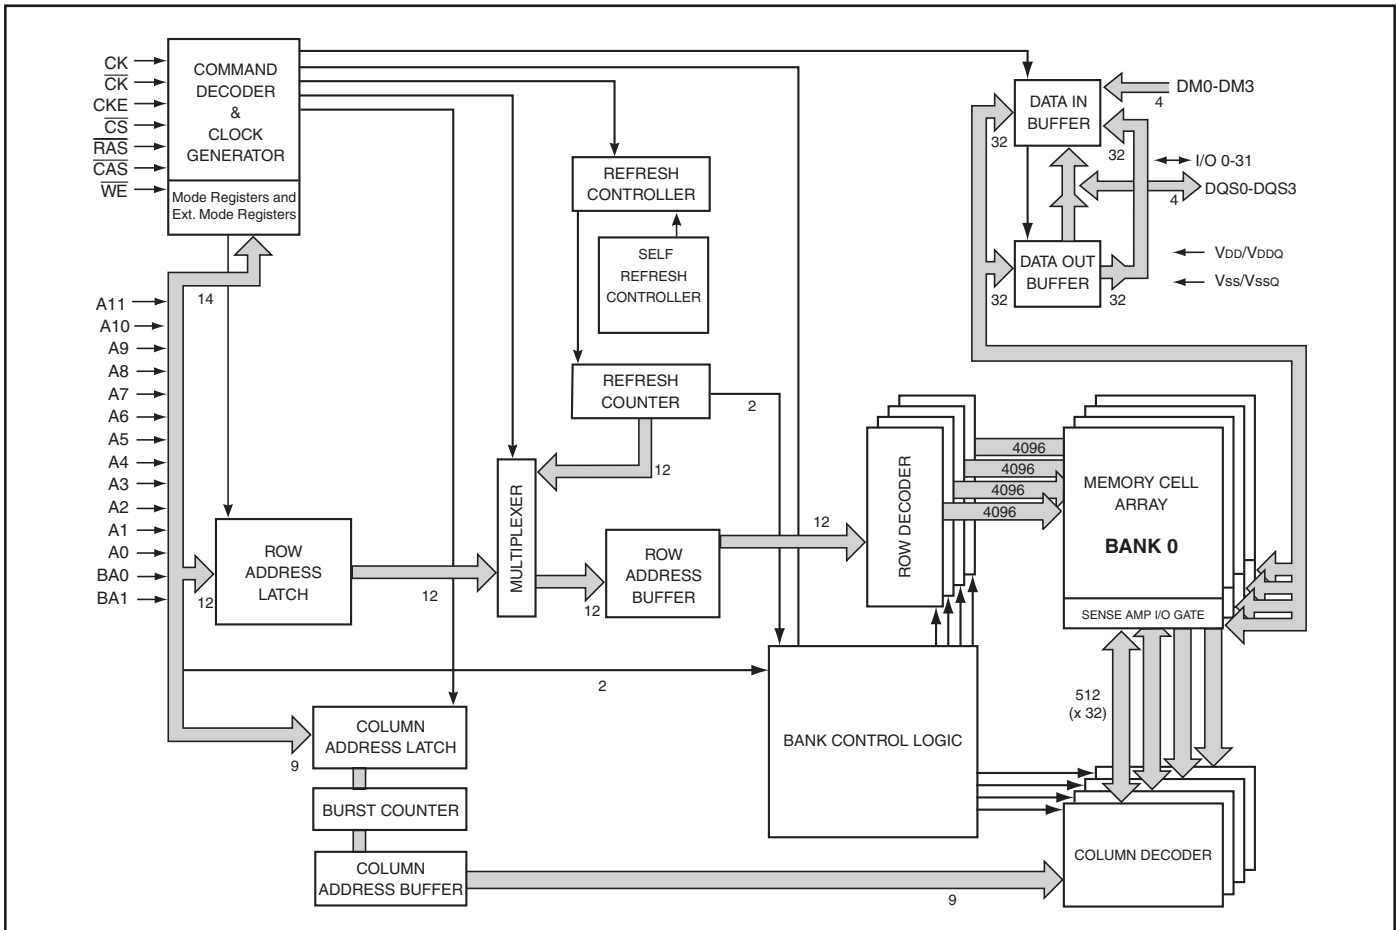 CK
CK
CKE
CS
RAS
CAS
WE
COMMAND
DECODER
&
CLOCK
GENERATOR
Mode Registers and
Ext. Mode Registers
14
A11
A10
A9
A8
A7
A6
A5
A4
A3
A2
A1
A0
BA0
BA1
12
ROW
ADDRESS
LATCH
12
REFRESH
CONTROLLER
SELF
REFRESH
CONTROLLER
REFRESH
COUNTER
2
12
MULTIPLEXER
12
ROW
ADDRESS
BUFFER
12
ROW DECODER
4096
4096
4096
4096
MEMORY CELL
ARRAY
BANK 0
SENSE AMP I/O GATE
DATA IN
BUFFER
DM0-DM3
4
32
32
I/O 0-31
DQS0-DQS3
4
DATA OUT
BUFFER
32
32
VDD/VDDQ
Vss/VssQ
2
BANK CONTROL LOGIC
512
(x 32)
COLUMN DECODER
9
COLUMN
ADDRESS LATCH
BURST COUNTER
COLUMN
ADDRESS BUFFER
9